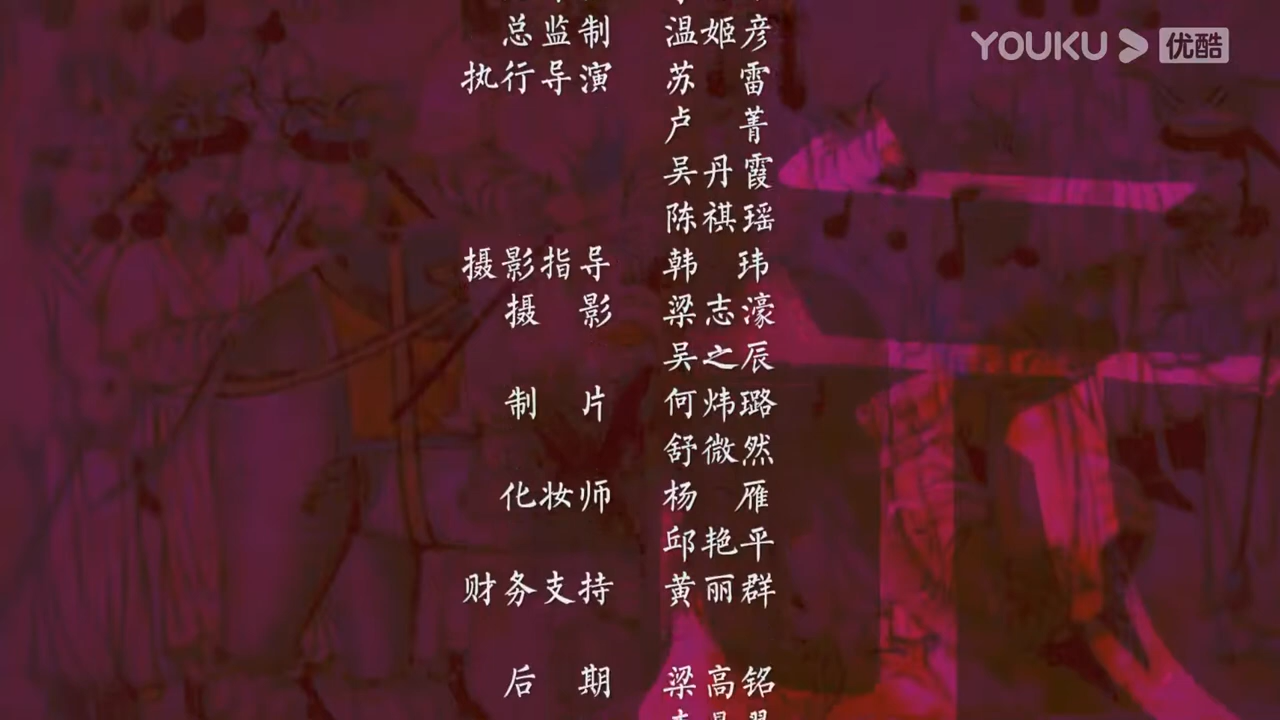 YOUKU 优酷
总监制 温姬彦
执行导演 苏雷
卢菁
吴丹霞
陈祺瑶
摄影指导 韩玮
摄影 梁志濠
吴之辰
制片 何炜璐
舒微然
化妆师 杨雁
邱艳平
财务支持 黄丽群
后期 梁高铭